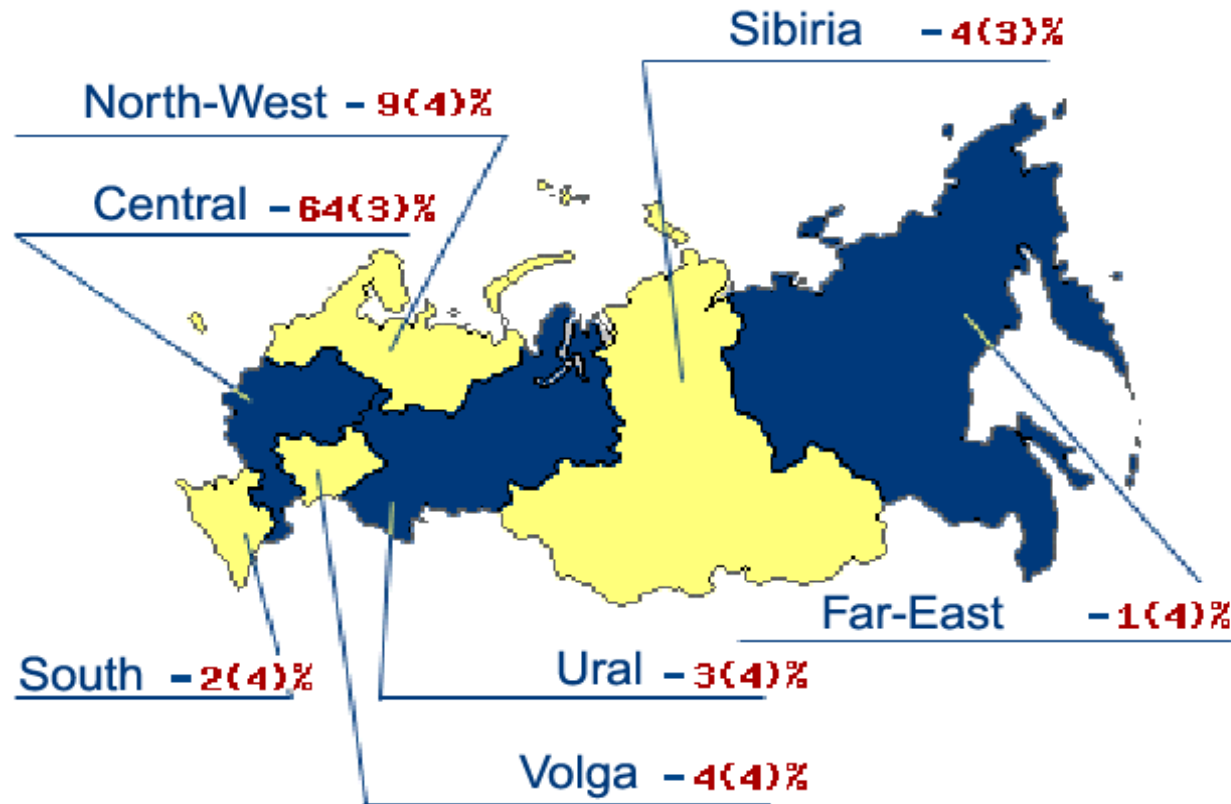 Sibiria – 4(3)%
North-West – 9(4)%
Central – 64(3)%
Far-East – 1(4)%
South – 2(4)%
Ural – 3(4)%
Volga – 4(4)%